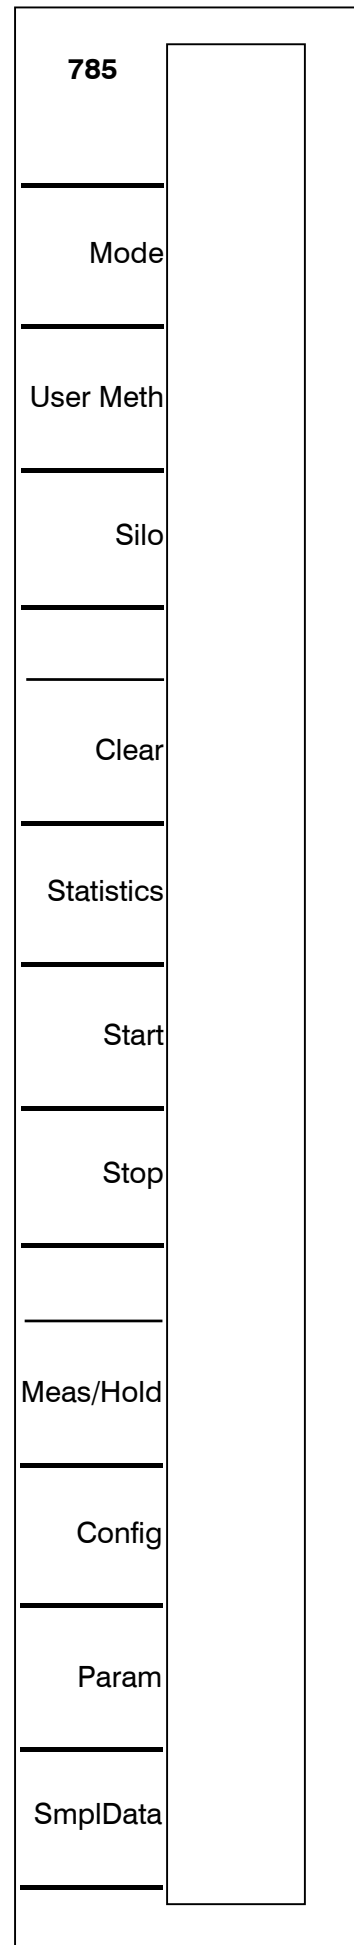 785
Mode
User Meth
Silo
Clear
Statistics
Start
Stop
Meas/Hold
Config
Param
SmplData